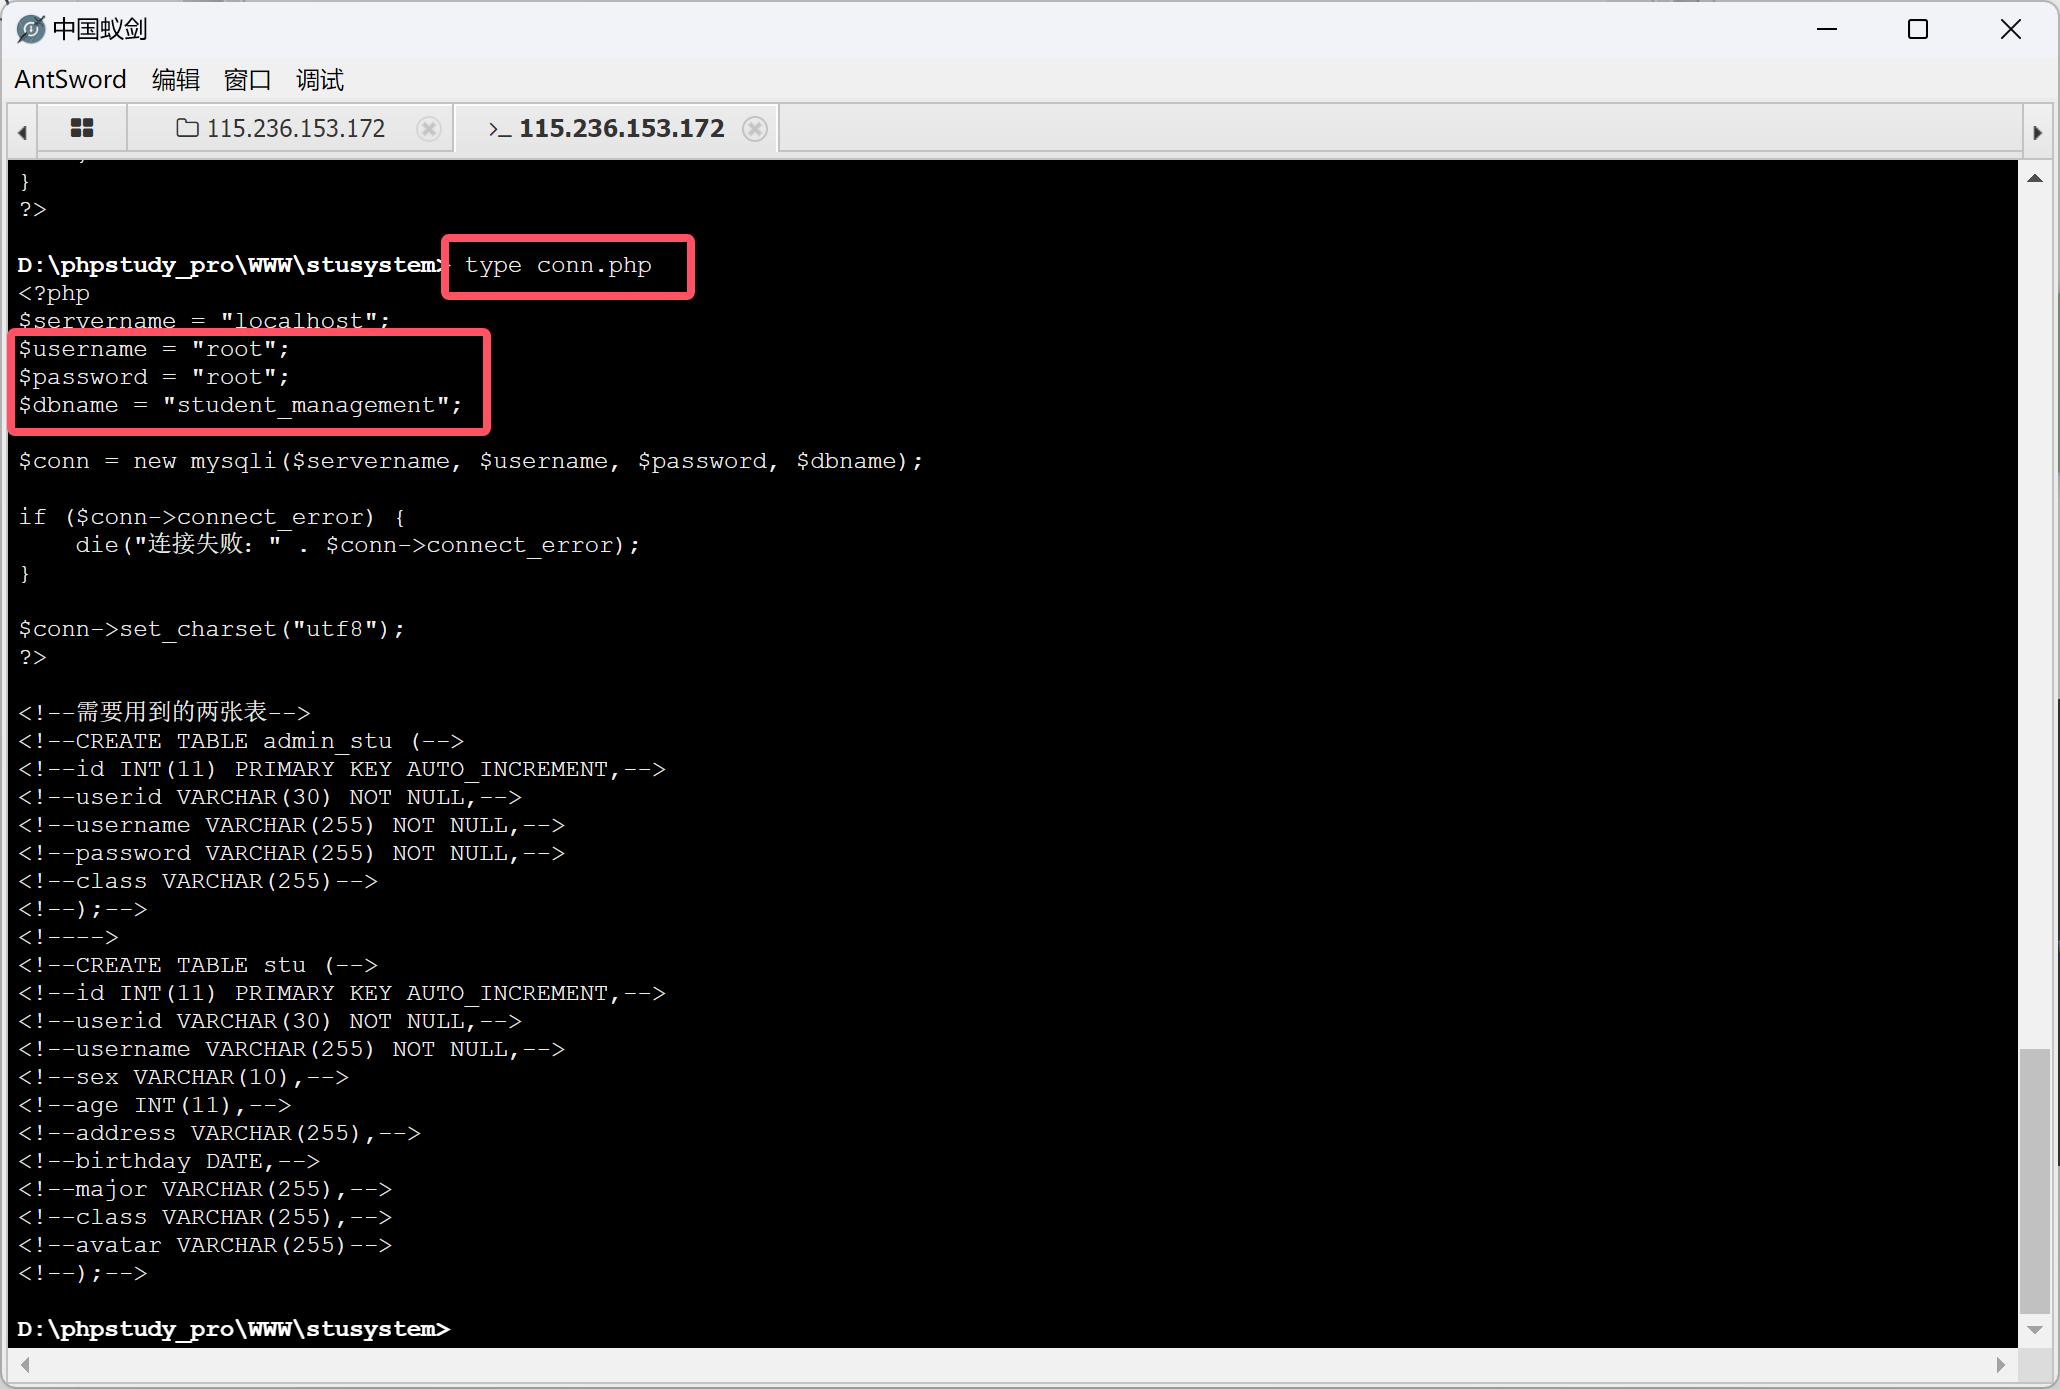 中国蚁剑
AntSword 编辑 窗口 调试
115.236.153.172 >_ 115.236.153.172
}
?>
D:\phpstudy_pro\WWW\stusystem> type conn.php
<?php
$servername = "localhost";
$username = "root";
$password = "root";
$dbname = "student_management";
$conn = new mysqli($servername, $username, $password, $dbname);
if ($conn->connect_error) {
    die("连接失败: " . $conn->connect_error);
}
$conn->set_charset("utf8");
?>
<!--需要用到的两张表-->
<!--CREATE TABLE admin_stu (-->
<!--id INT(11) PRIMARY KEY AUTO_INCREMENT,-->
<!--userid VARCHAR(30) NOT NULL,-->
<!--username VARCHAR(255) NOT NULL,-->
<!--password VARCHAR(255) NOT NULL,-->
<!--class VARCHAR(255)-->
<!--);-->
<!---->
<!--CREATE TABLE stu (-->
<!--id INT(11) PRIMARY KEY AUTO_INCREMENT,-->
<!--userid VARCHAR(30) NOT NULL,-->
<!--username VARCHAR(255) NOT NULL,-->
<!--sex VARCHAR(10),-->
<!--age INT(11),-->
<!--address VARCHAR(255),-->
<!--birthday DATE,-->
<!--major VARCHAR(255),-->
<!--class VARCHAR(255),-->
<!--avatar VARCHAR(255)-->
<!--);-->
D:\phpstudy_pro\WWW\stusystem>